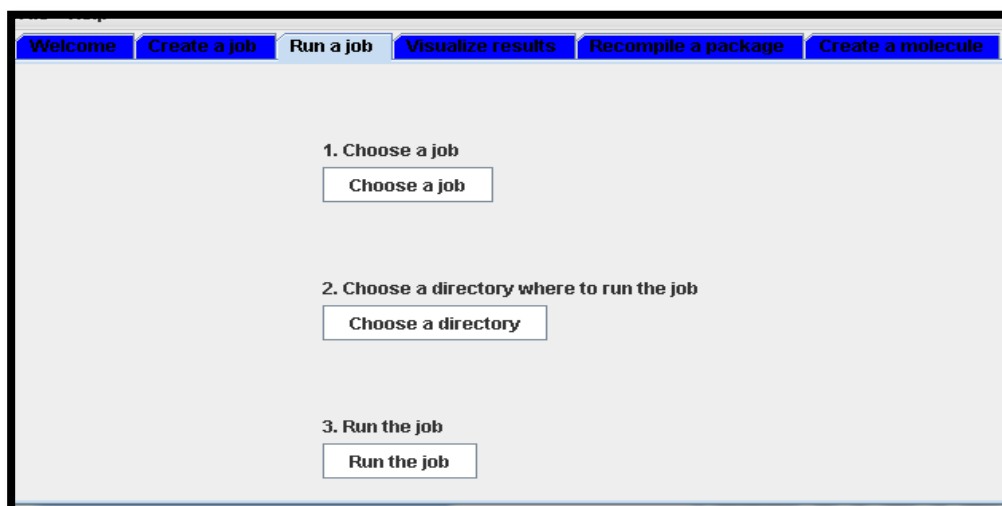 Welcome Create a job Run a job Visualize results Recompile a package Create a molecule
1. Choose a job
Choose a job
2. Choose a directory where to run the job
Choose a directory
3. Run the job
Run the job